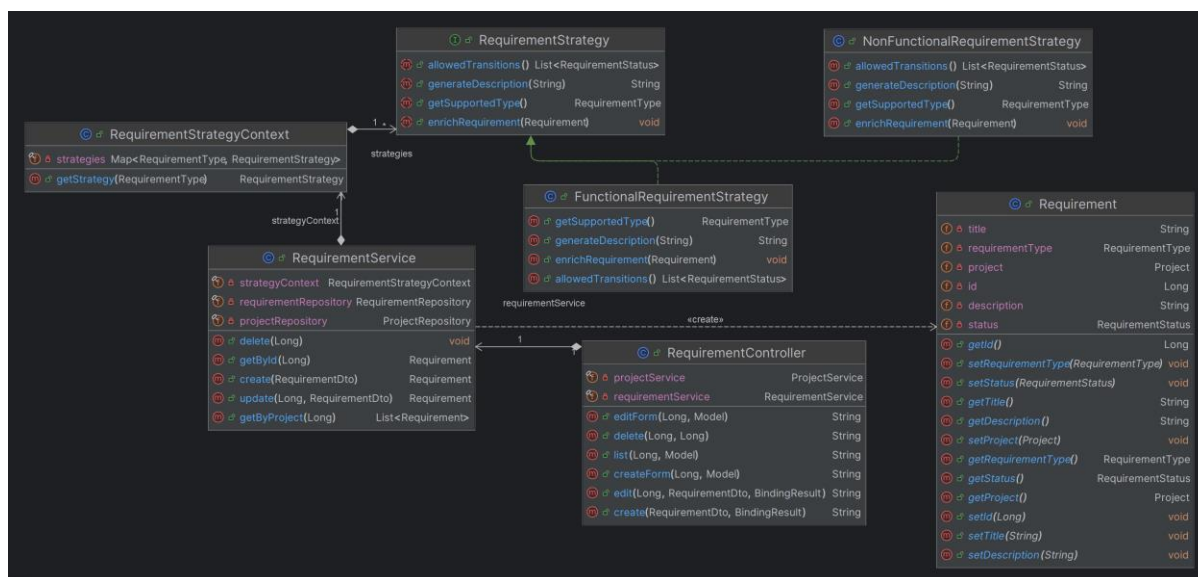 RequirementStrategy
allowedTransitions() List<RequirementStatus>
generateDescription(String) String
getSupportedType() RequirementType
enrichRequirement(Requirement) void
NonFunctionalRequirementStrategy
allowedTransitions() List<RequirementStatus>
generateDescription(String) String
getSupportedType() RequirementType
enrichRequirement(Requirement) void
RequirementStrategyContext
strategies Map<RequirementType, RequirementStrategy>
getStrategy(RequirementType) RequirementStrategy
1 *
strategies
FunctionalRequirementStrategy
getSupportedType() RequirementType
generateDescription(String) String
enrichRequirement(Requirement) void
allowedTransitions() List<RequirementStatus>
1
strategyContext
1
RequirementService
strategyContext RequirementStrategyContext
requirementRepository RequirementRepository
projectRepository ProjectRepository
delete(Long) void
getById(Long) Requirement
create(RequirementDto) Requirement
update(Long, RequirementDto) Requirement
getByProject(Long) List<Requirement>
requirementService
«create»
1
1
RequirementController
projectService ProjectService
requirementService RequirementService
editForm(Long, Model) String
delete(Long, Long) String
list(Long, Model) String
createForm(Long, Model) String
edit(Long, RequirementDto, BindingResult) String
create(RequirementDto, BindingResult) String
Requirement
title String
requirementType RequirementType
project Project
id Long
description String
status RequirementStatus
getId() Long
setRequirementType(RequirementType) void
setStatus(RequirementStatus) void
getTitle() String
getDescription() String
setProject(Project) void
getRequirementType() RequirementType
getStatus() RequirementStatus
getProject() Project
setId(Long) void
setTitle(String) void
setDescription(String) void